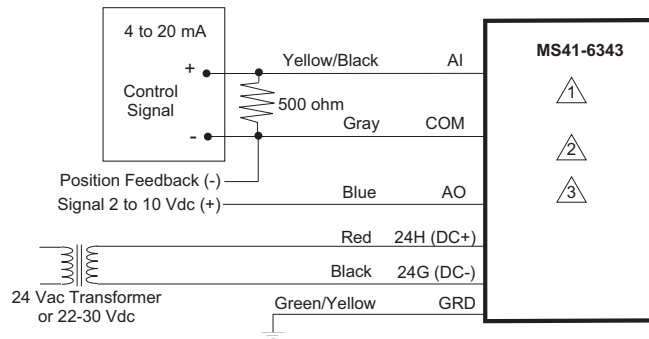 4 to 20 mA
+
Control
Signal
-
500 ohm
Yellow/Black AI
Gray COM
Position Feedback (-)
Signal 2 to 10 Vdc (+)
Blue AO
Red 24H (DC+)
Black 24G (DC-)
24 Vac Transformer
or 22-30 Vdc
Green/Yellow GRD
MS41-6343
1
2
3